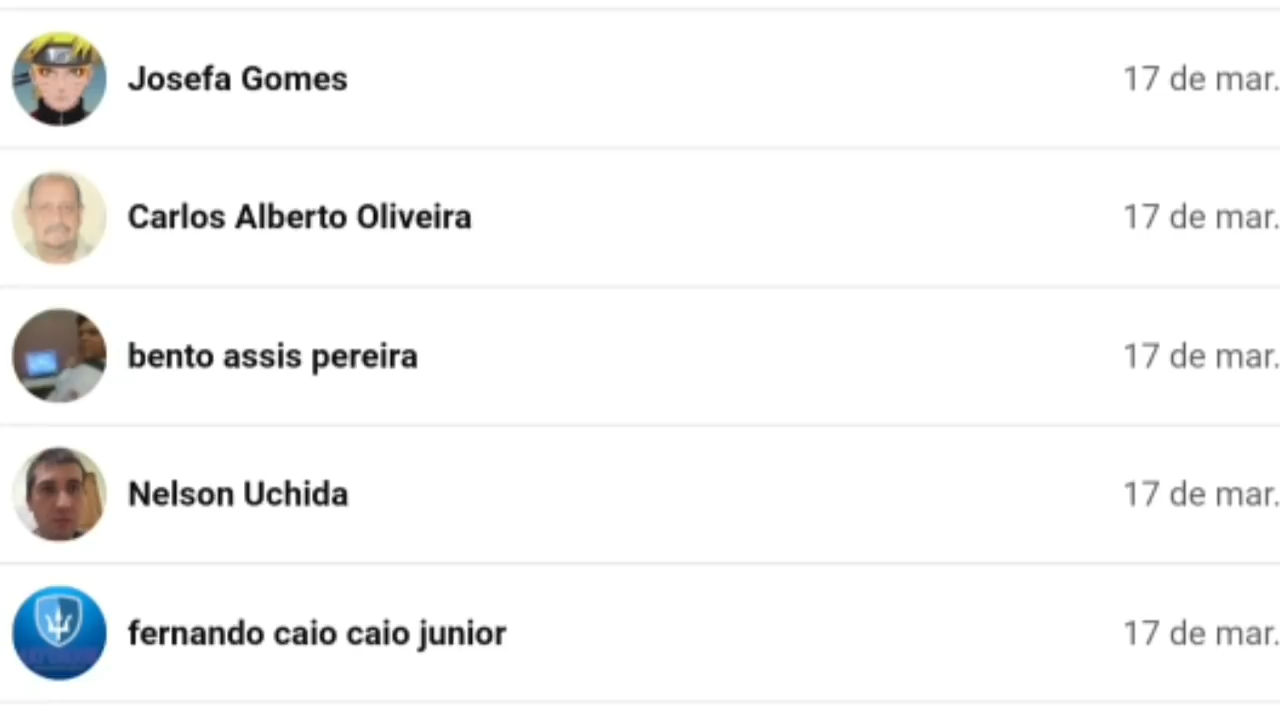 Josefa Gomes 17 de mar.
Carlos Alberto Oliveira 17 de mar.
bento assis pereira 17 de mar.
Nelson Uchida 17 de mar.
fernando caio caio junior 17 de mar.